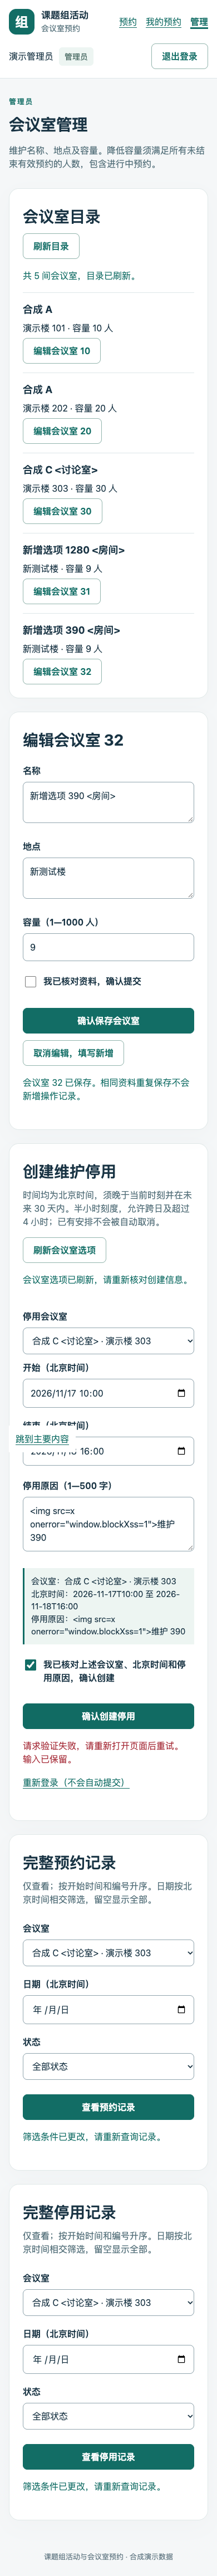 组
课题组活动
会议室预约
预约
我的预约
管理
演示管理员
管理员
退出登录
管理员
会议室管理
维护名称、地点及容量。降低容量须满足所有未结
束有效预约的人数，包含进行中预约。
会议室目录
刷新目录
共 5 间会议室，目录已刷新。
合成 A
演示楼 101 · 容量 10 人
编辑会议室 10
合成 A
演示楼 202 · 容量 20 人
编辑会议室 20
合成 C <讨论室>
演示楼 303 · 容量 30 人
编辑会议室 30
新增选项 1280 <房间>
新测试楼 · 容量 9 人
编辑会议室 31
新增选项 390 <房间>
新测试楼 · 容量 9 人
编辑会议室 32
编辑会议室 32
名称
新增选项 390 <房间>
地点
新测试楼
容量（1—1000 人）
9
我已核对资料，确认提交
确认保存会议室
取消编辑，填写新增
会议室 32 已保存。相同资料重复保存不会
新增操作记录。
创建维护停用
时间均为北京时间，须晚于当前时刻并在未
来 30 天内。半小时刻度，允许跨日及超过
4 小时；已有安排不会被自动取消。
刷新会议室选项
会议室选项已刷新，请重新核对创建信息。
停用会议室
合成 C <讨论室> · 演示楼 303
开始（北京时间）
2026/11/17 10:00
结束（北京时间）
跳到主要内容
16:00
停用原因（1—500 字）
<img src=x
onerror="window.blockXss=1">维护
390
会议室：合成 C <讨论室> · 演示楼 303
北京时间：2026-11-17T10:00 至 2026-
11-18T16:00
停用原因：<img src=x
onerror="window.blockXss=1">维护 390
我已核对上述会议室、北京时间和停
用原因，确认创建
确认创建停用
请求验证失败，请重新打开页面后重试。
输入已保留。
重新登录（不会自动提交）
完整预约记录
仅查看；按开始时间和编号升序。日期按北
京时间相交筛选，留空显示全部。
会议室
合成 C <讨论室> · 演示楼 303
日期（北京时间）
年 /月/日
状态
全部状态
查看预约记录
筛选条件已更改，请重新查询记录。
完整停用记录
仅查看；按开始时间和编号升序。日期按北
京时间相交筛选，留空显示全部。
会议室
合成 C <讨论室> · 演示楼 303
日期（北京时间）
年 /月/日
状态
全部状态
查看停用记录
筛选条件已更改，请重新查询记录。
课题组活动与会议室预约 · 合成演示数据